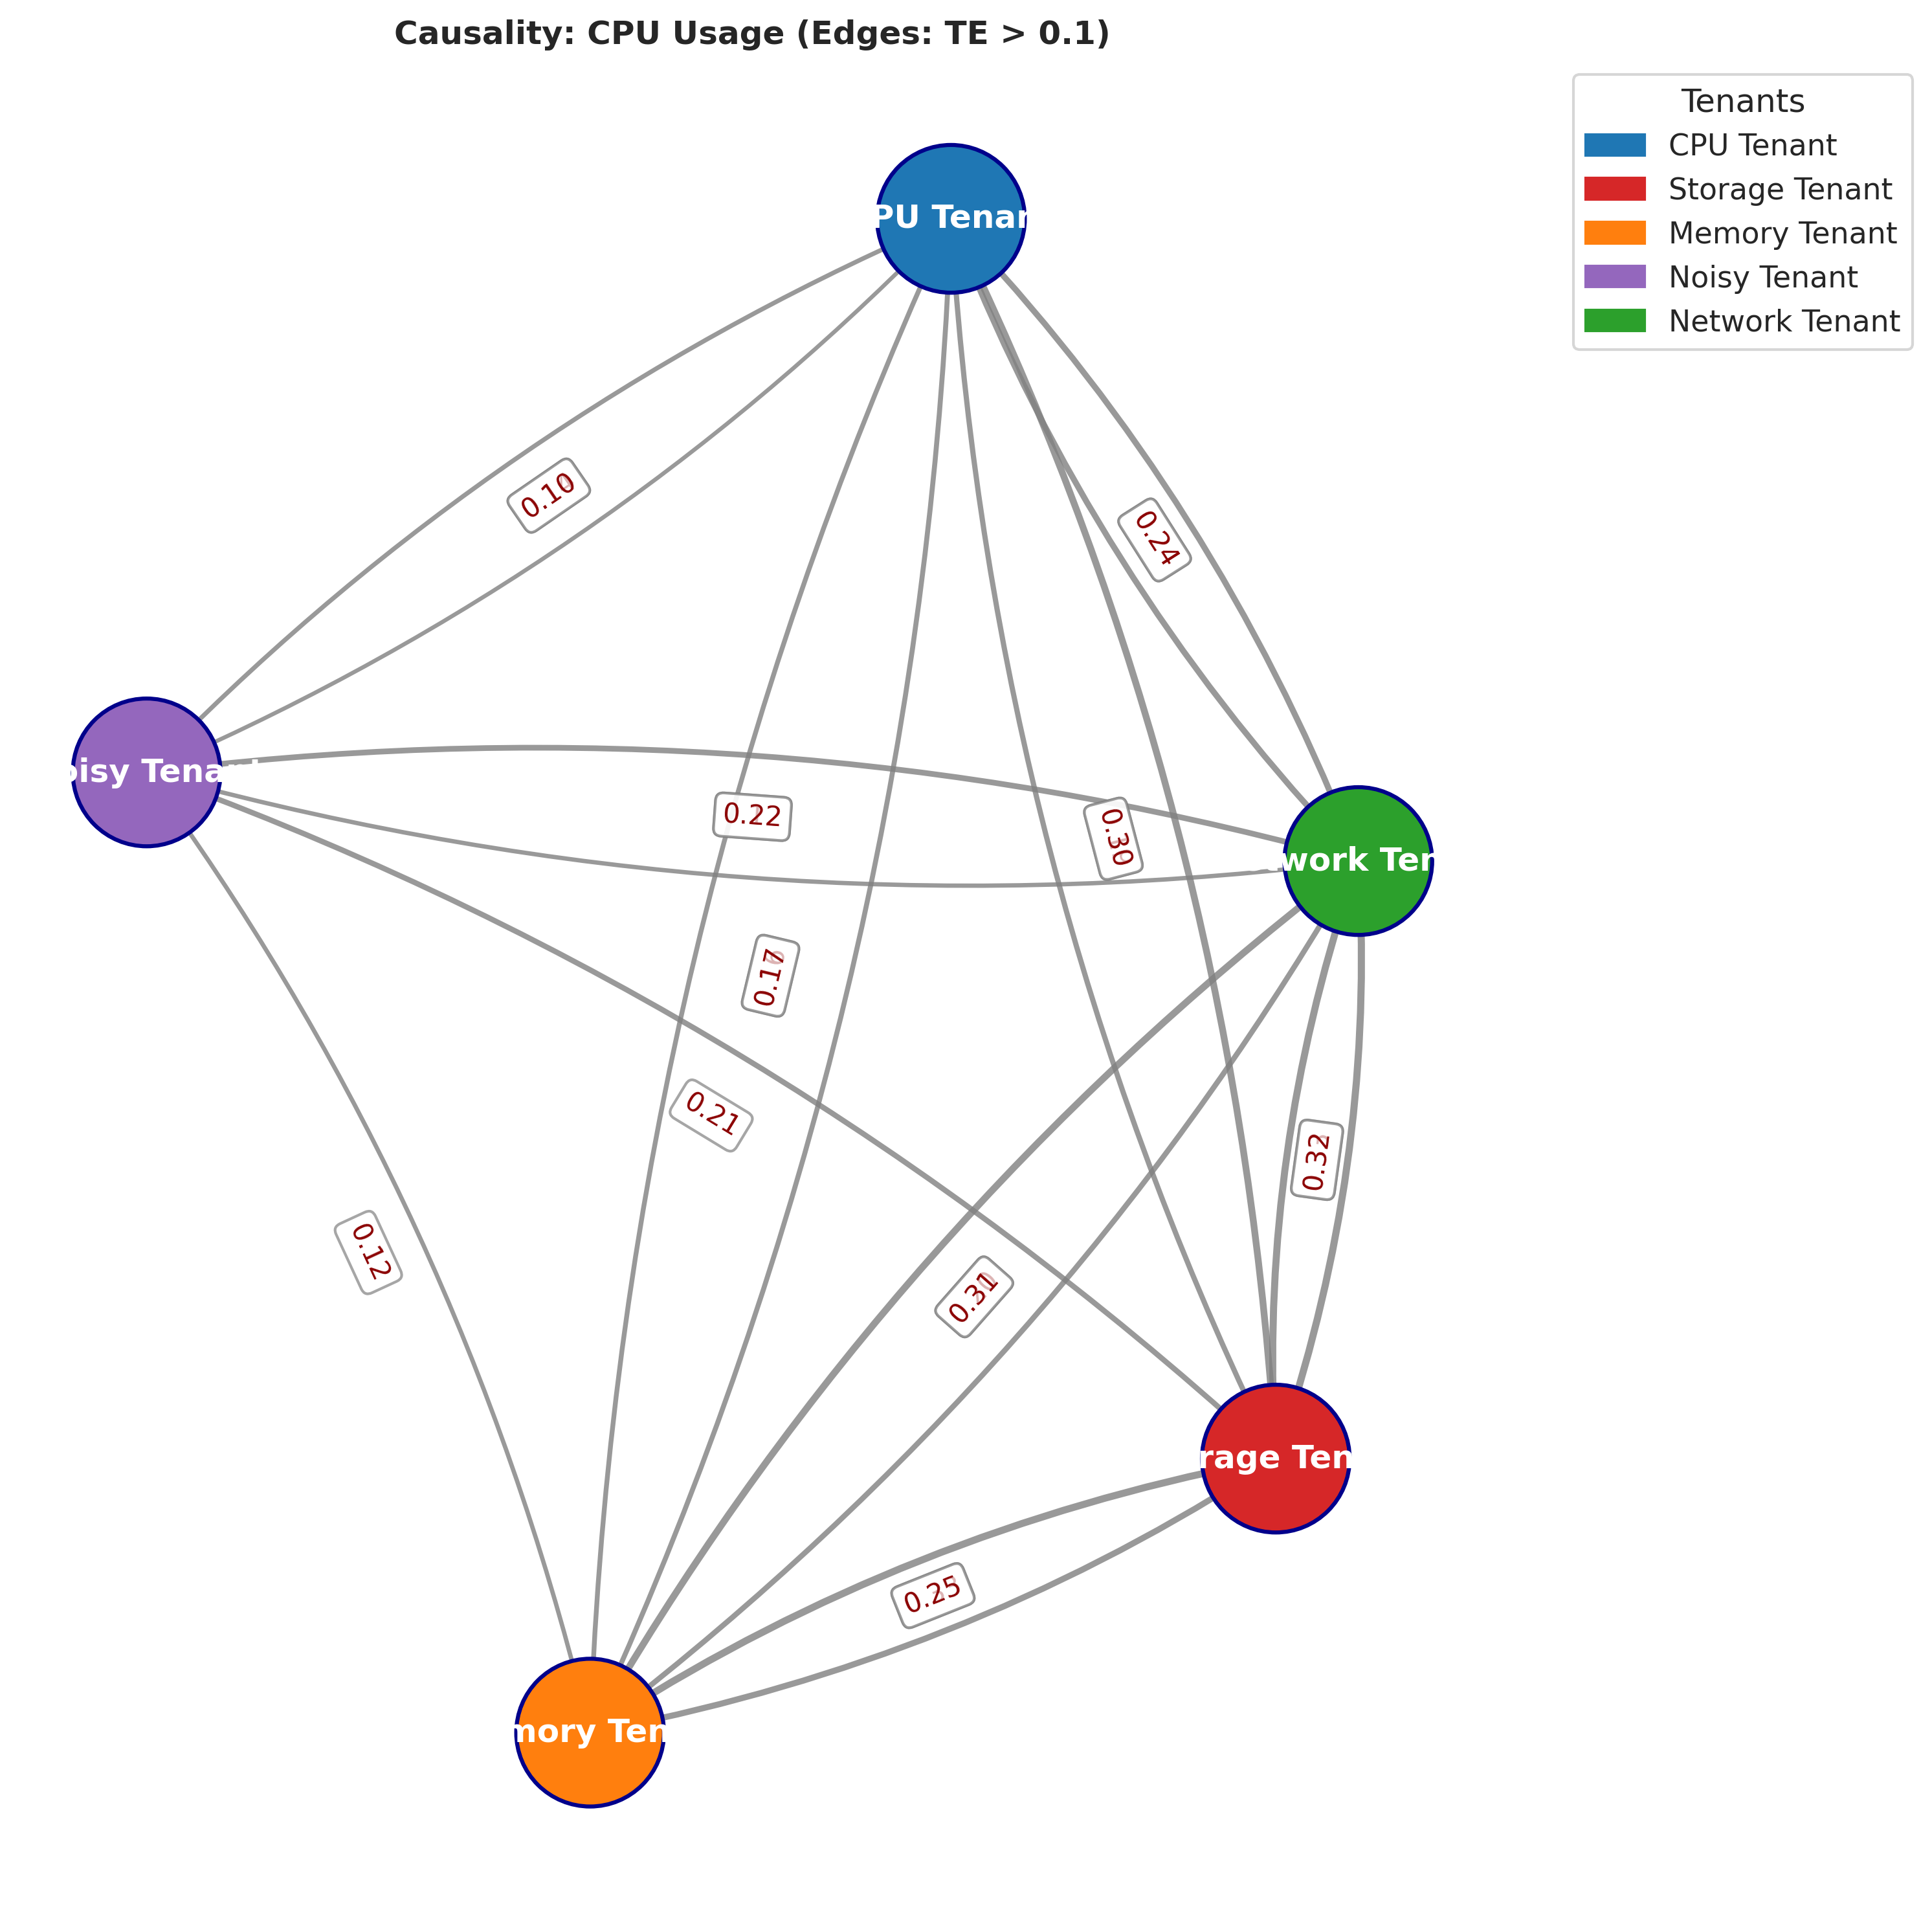 Causality: CPU Usage (Edges: TE > 0.1)
Tenants
CPU Tenant
Storage Tenant
Memory Tenant
Noisy Tenant
Network Tenant
PU Tenan
0.10
0.24
oisy Tenant
0.22
0.30
work Ten
0.17
0.21
0.32
0.12
0.31
rage Ten
0.25
mory Ten